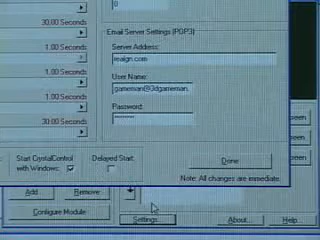 0
30.00 Seconds
Email Server Settings (POP3)
Server Address:
1.00 Seconds
realgn.com
User Name:
1.00 Seconds
gameman@3dgameman.
Password:
********
30.00 Seconds
Start CrystalControl
with Windows:
Delayed Start:
Done
Note: All changes are immediate.
Add...
Remove
Configure Module
Settings
About...
Help...